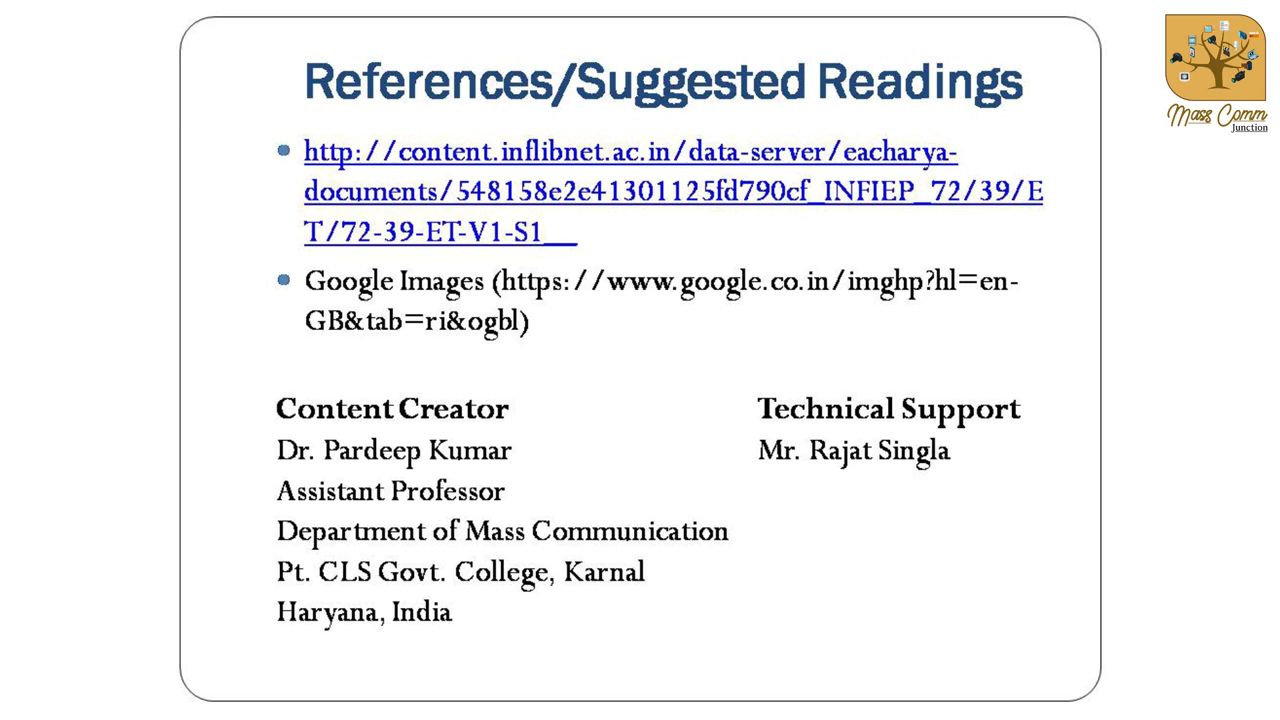 References/Suggested Readings
http://content.inflibnet.ac.in/data-server/eacharya-
documents/548158e2e41301125fd790cf_INFIEP_72/39/E
T/72-39-ET-V1-S1__
Google Images (https://www.google.co.in/imghp?hl=en-
GB&tab=ri&ogbl)
Content Creator
Dr. Pardeep Kumar
Assistant Professor
Department of Mass Communication
Pt. CLS Govt. College, Karnal
Haryana, India
Technical Support
Mr. Rajat Singla
Mass Comm
Junction